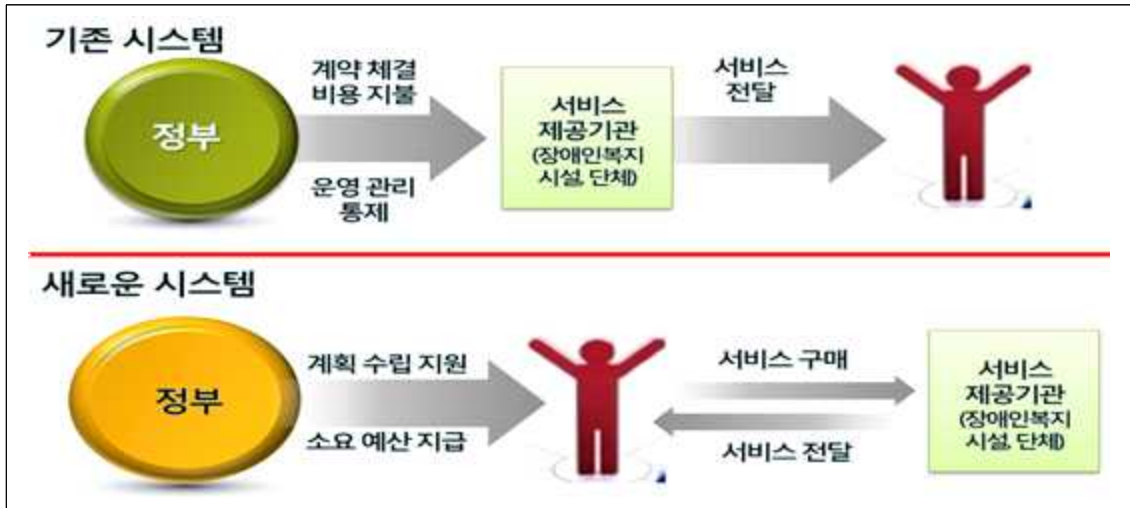 기존 시스템
정부
계약 체결
비용 지불
운영 관리
통제
서비스
제공기관
(장애인복지
시설, 단체)
서비스
전달
새로운 시스템
정부
계획 수립 지원
소요 예산 지급
서비스 구매
서비스 전달
서비스
제공기관
(장애인복지
시설, 단체)